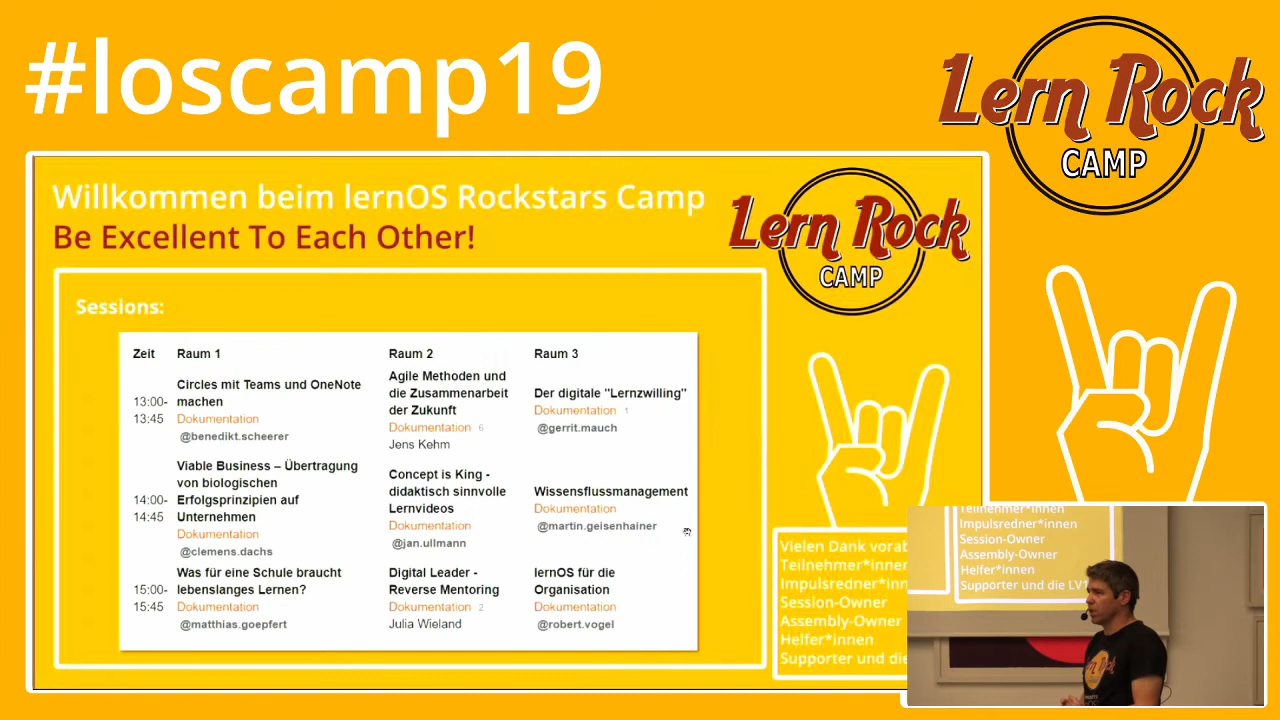 #loscamp19
Lern Rock
CAMP
Willkommen beim lernOS Rockstars Camp
Be Excellent To Each Other!
Lern Rock
CAMP
Sessions:
Zeit Raum 1 Raum 2 Raum 3
13:00-
13:45
Circles mit Teams und OneNote
machen
Dokumentation
@benedikt.scheerer
Agile Methoden und
die Zusammenarbeit
der Zukunft
Dokumentation 6
Jens Kehm
Der digitale "Lernzwilling"
Dokumentation 1
@gerrit.mauch
14:00-
14:45
Viable Business – Übertragung
von biologischen
Erfolgsprinzipien auf
Unternehmen
Dokumentation
@clemens.dachs
Concept is King -
didaktisch sinnvolle
Lernvideos
Dokumentation
@jan.ullmann
Wissensflussmanagement
Dokumentation
@martin.geisenhainer
15:00-
15:45
Was für eine Schule braucht
lebenslanges Lernen?
Dokumentation
@matthias.goepfert
Digital Leader -
Reverse Mentoring
Dokumentation 2
Julia Wieland
lernOS für die
Organisation
Dokumentation
@robert.vogel
Vielen Dank vorab
Teilnehmer*innen
Impulsredner*inn
Session-Owner
Assembly-Owner
Helfer*innen
Supporter und die
Teilnehmer*innen
Impulsredner*innen
Session-Owner
Assembly-Owner
Helfer*innen
Supporter und die LV1
Lern Rock